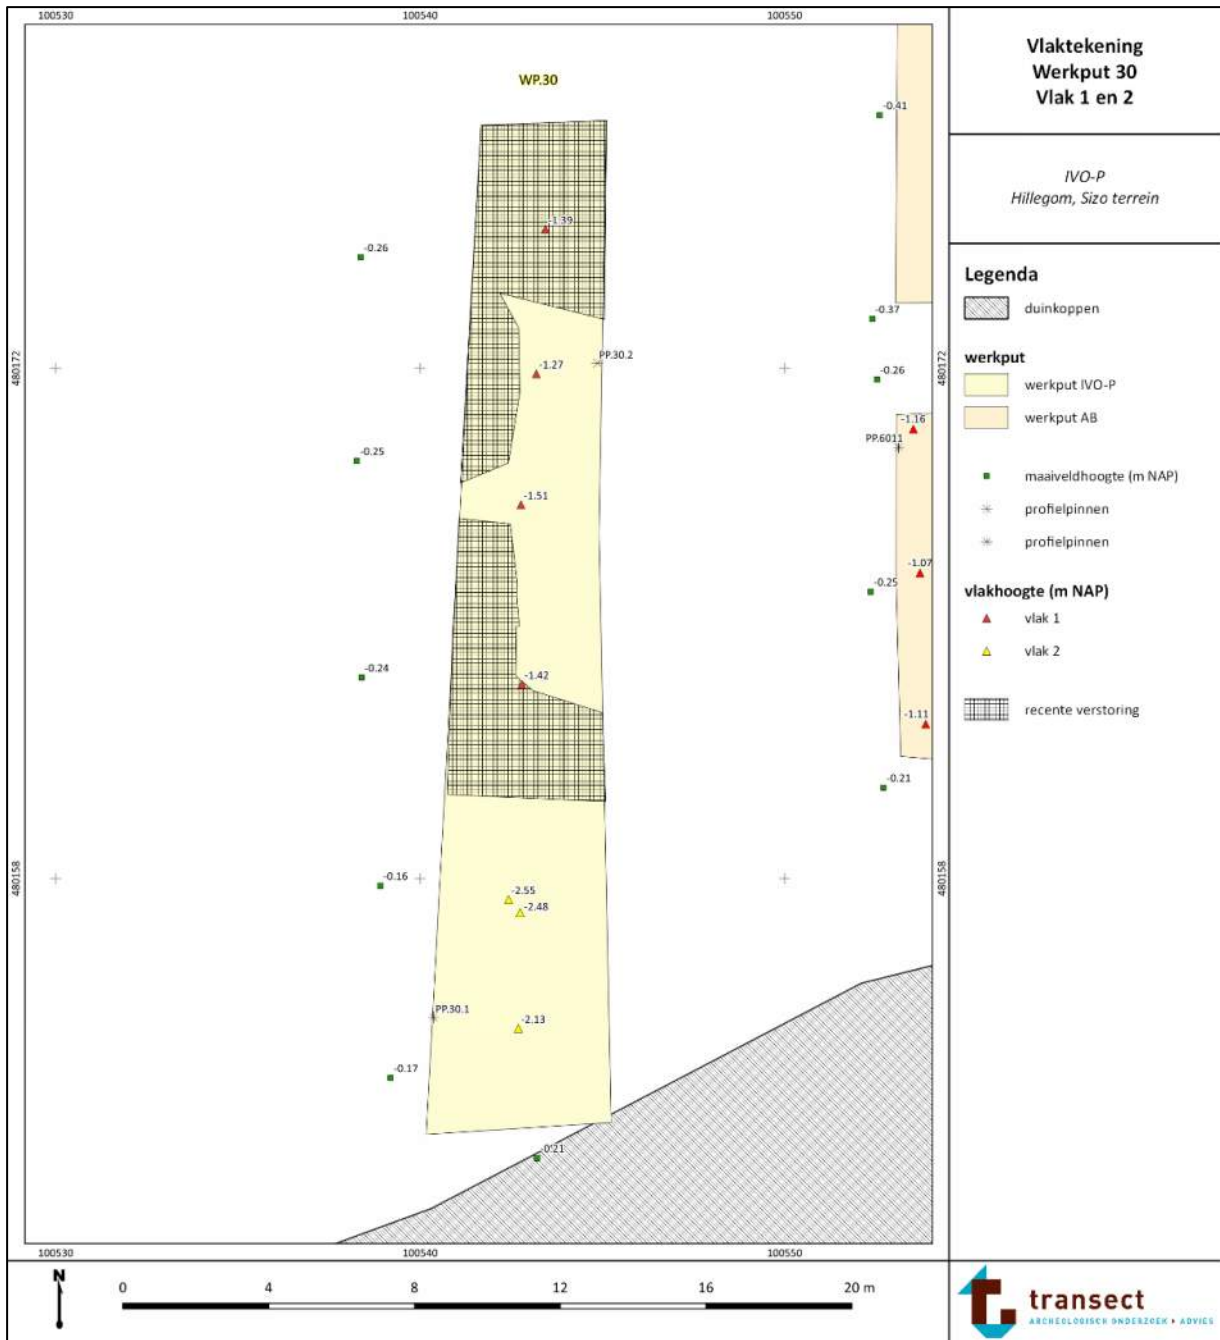 100530
100540
100550
WP.30
-0.41
-1.39
-0.26
-0.37
480172
480172
PP.30.2
-1.27
-0.26
-1.16
PP.6011
-0.25
-1.51
-1.07
-0.25
-0.24
-1.42
-1.11
-0.21
480158
480158
-0.16
-2.55
-2.48
PP.30.1
-2.13
-0.17
-0.21
100530
100540
100550
Vlaktekening
Werkput 30
Vlak 1 en 2
IVO-P
Hillegom, Sizo terrein
Legenda
duinkoppen
werkput
werkput IVO-P
werkput AB
maaiveldhoogte (m NAP)
profielpinnen
profielpinnen
vlakhoogte (m NAP)
vlak 1
vlak 2
recente verstoring
N
0 4 8 12 16 20 m
transect
ARCHEOLOGISCH ONDERZOEK & ADVIES